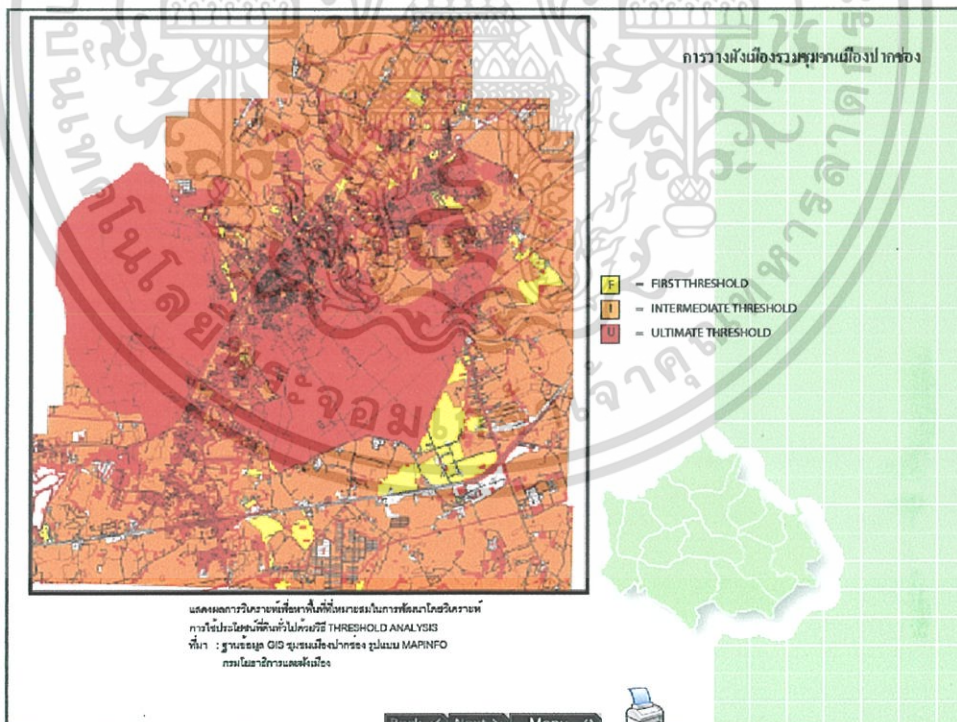 การวางผังเมืองรวมชุมชนเมืองปากช่อง
F = FIRST THRESHOLD
I = INTERMEDIATE THRESHOLD
U = ULTIMATE THRESHOLD
แสดงผลการวิเคราะห์เพื่อหาพื้นที่ที่เหมาะสมในการพัฒนาโดยวิเคราะห์
การใช้ประโยชน์ที่ดินทั่วไปด้วยวิธี THRESHOLD ANALYSIS
ที่มา : ฐานข้อมูล GIS ชุมชนเมืองปากช่อง รูปแบบ MAPINFO
กรมโยธาธิการและผังเมือง